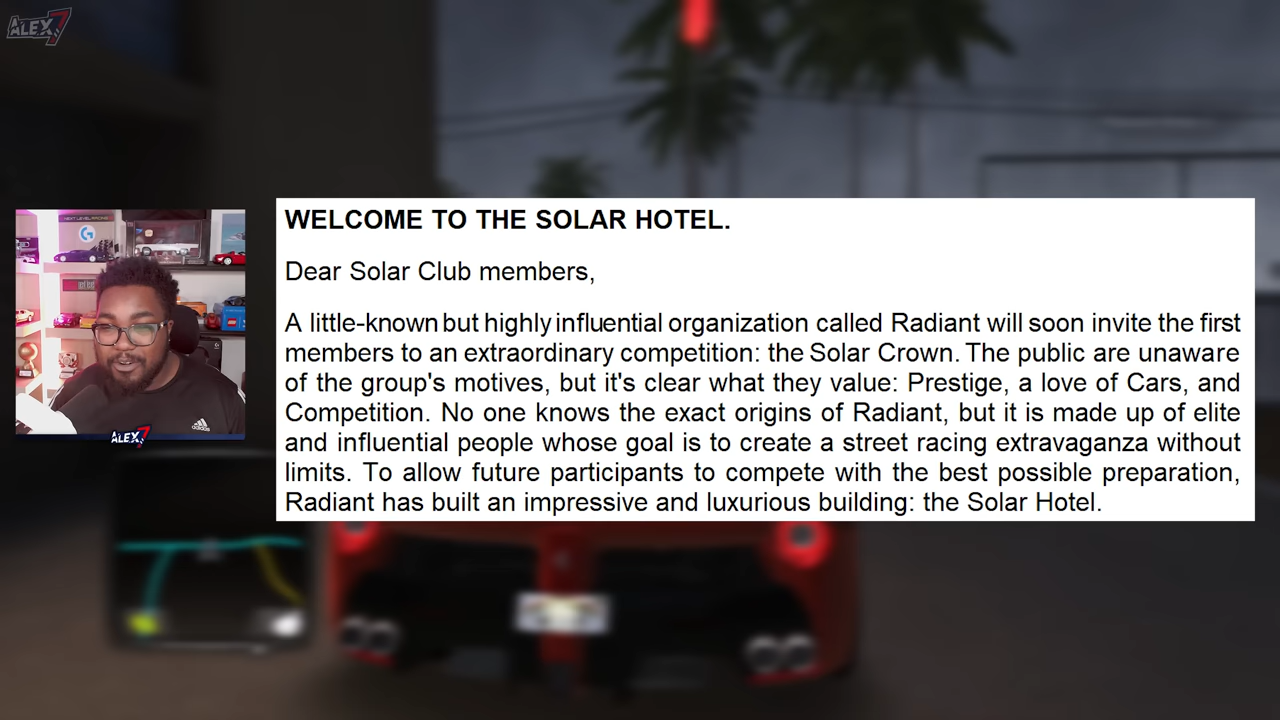 ALEX7
WELCOME TO THE SOLAR HOTEL.
Dear Solar Club members,
A little-known but highly influential organization called Radiant will soon invite the first
members to an extraordinary competition: the Solar Crown. The public are unaware
of the group's motives, but it's clear what they value: Prestige, a love of Cars, and
Competition. No one knows the exact origins of Radiant, but it is made up of elite
and influential people whose goal is to create a street racing extravaganza without
limits. To allow future participants to compete with the best possible preparation,
Radiant has built an impressive and luxurious building: the Solar Hotel.
NEXT LEVEL RACING
adidas
ALEX7